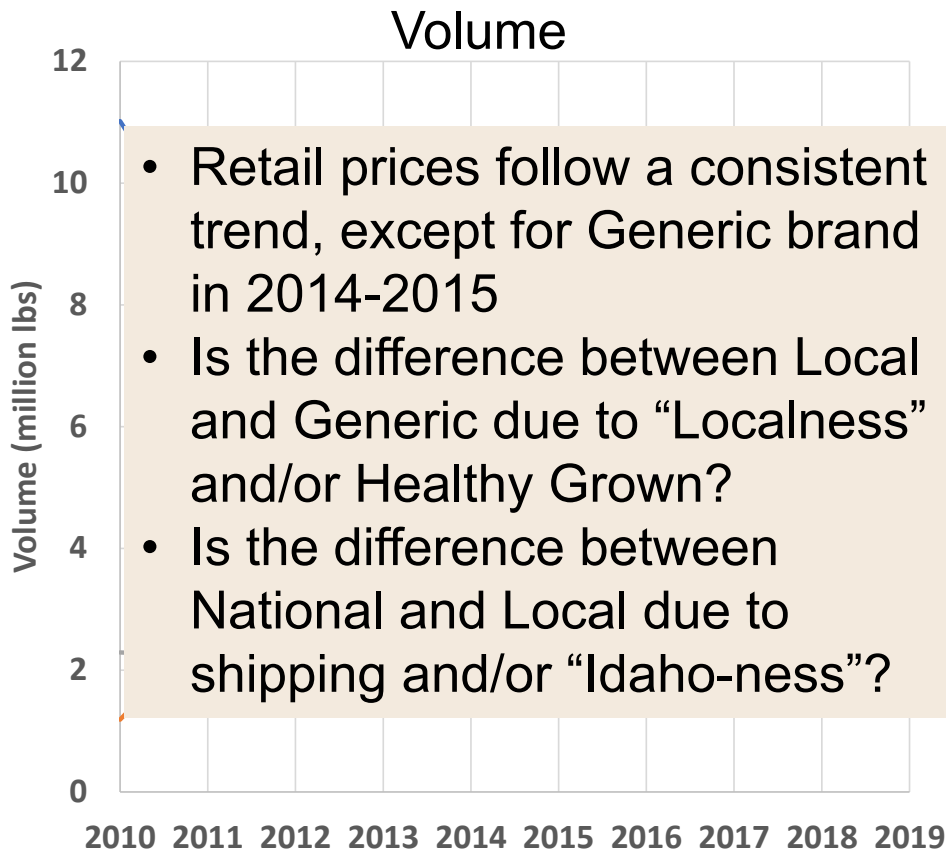 Volume
12
10
8
6
4
2
0
Volume (million lbs)
• Retail prices follow a consistent
trend, except for Generic brand
in 2014-2015
• Is the difference between Local
and Generic due to “Localness”
and/or Healthy Grown?
• Is the difference between
National and Local due to
shipping and/or “Idaho-ness”?
2010 2011 2012 2013 2014 2015 2016 2017 2018 2019